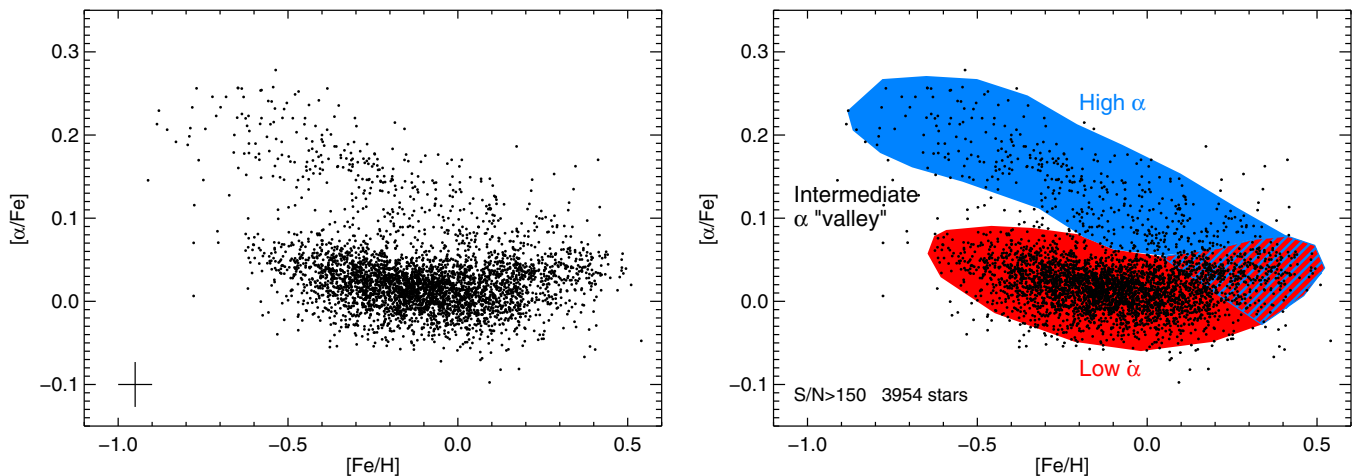 0.3
0.2
0.1
0.0
−0.1
[α/Fe]
−1.0 −0.5 0.0 0.5
[Fe/H]
0.3
0.2
0.1
0.0
−0.1
[α/Fe]
High α
Intermediate
α "valley"
Low α
S/N>150 3954 stars
−1.0 −0.5 0.0 0.5
[Fe/H]